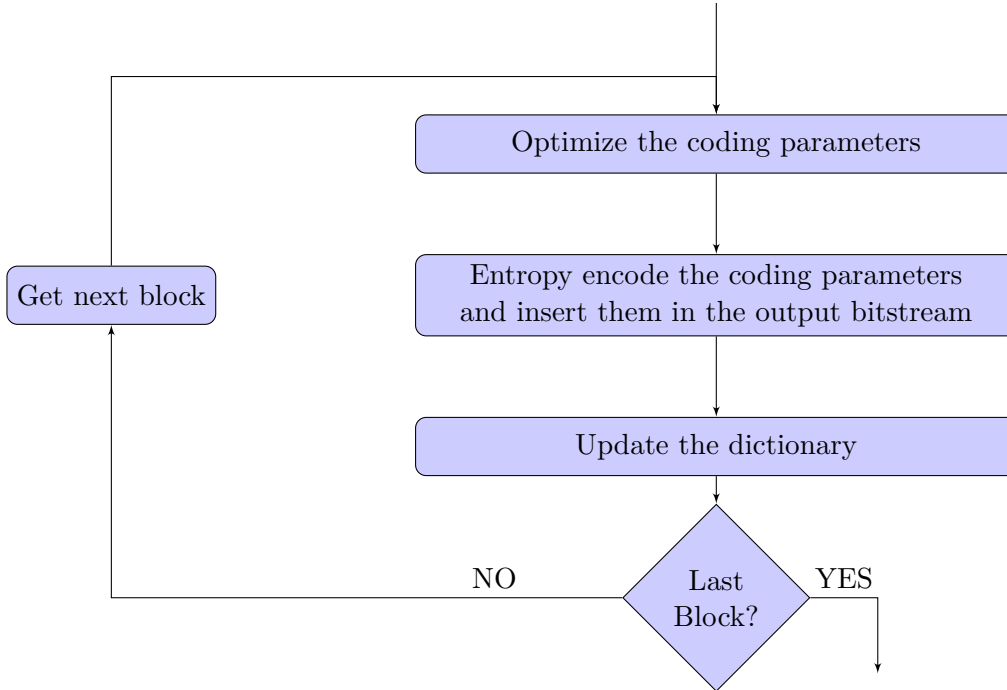 Optimize the coding parameters
Entropy encode the coding parameters
and insert them in the output bitstream
Get next block
Update the dictionary
NO
Last
Block?
YES